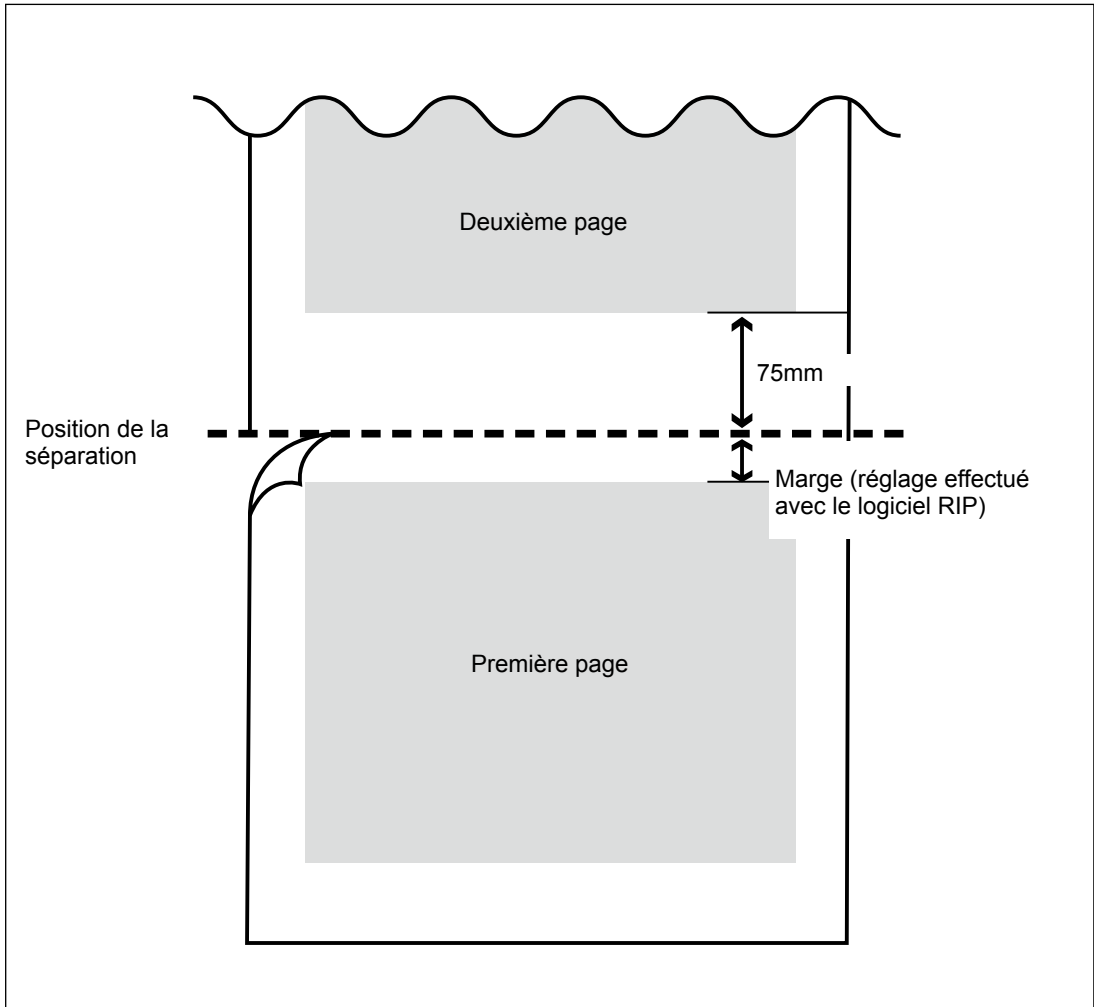 Deuxième page
75mm
Position de la
séparation
Marge (réglage effectué
avec le logiciel RIP)
Première page